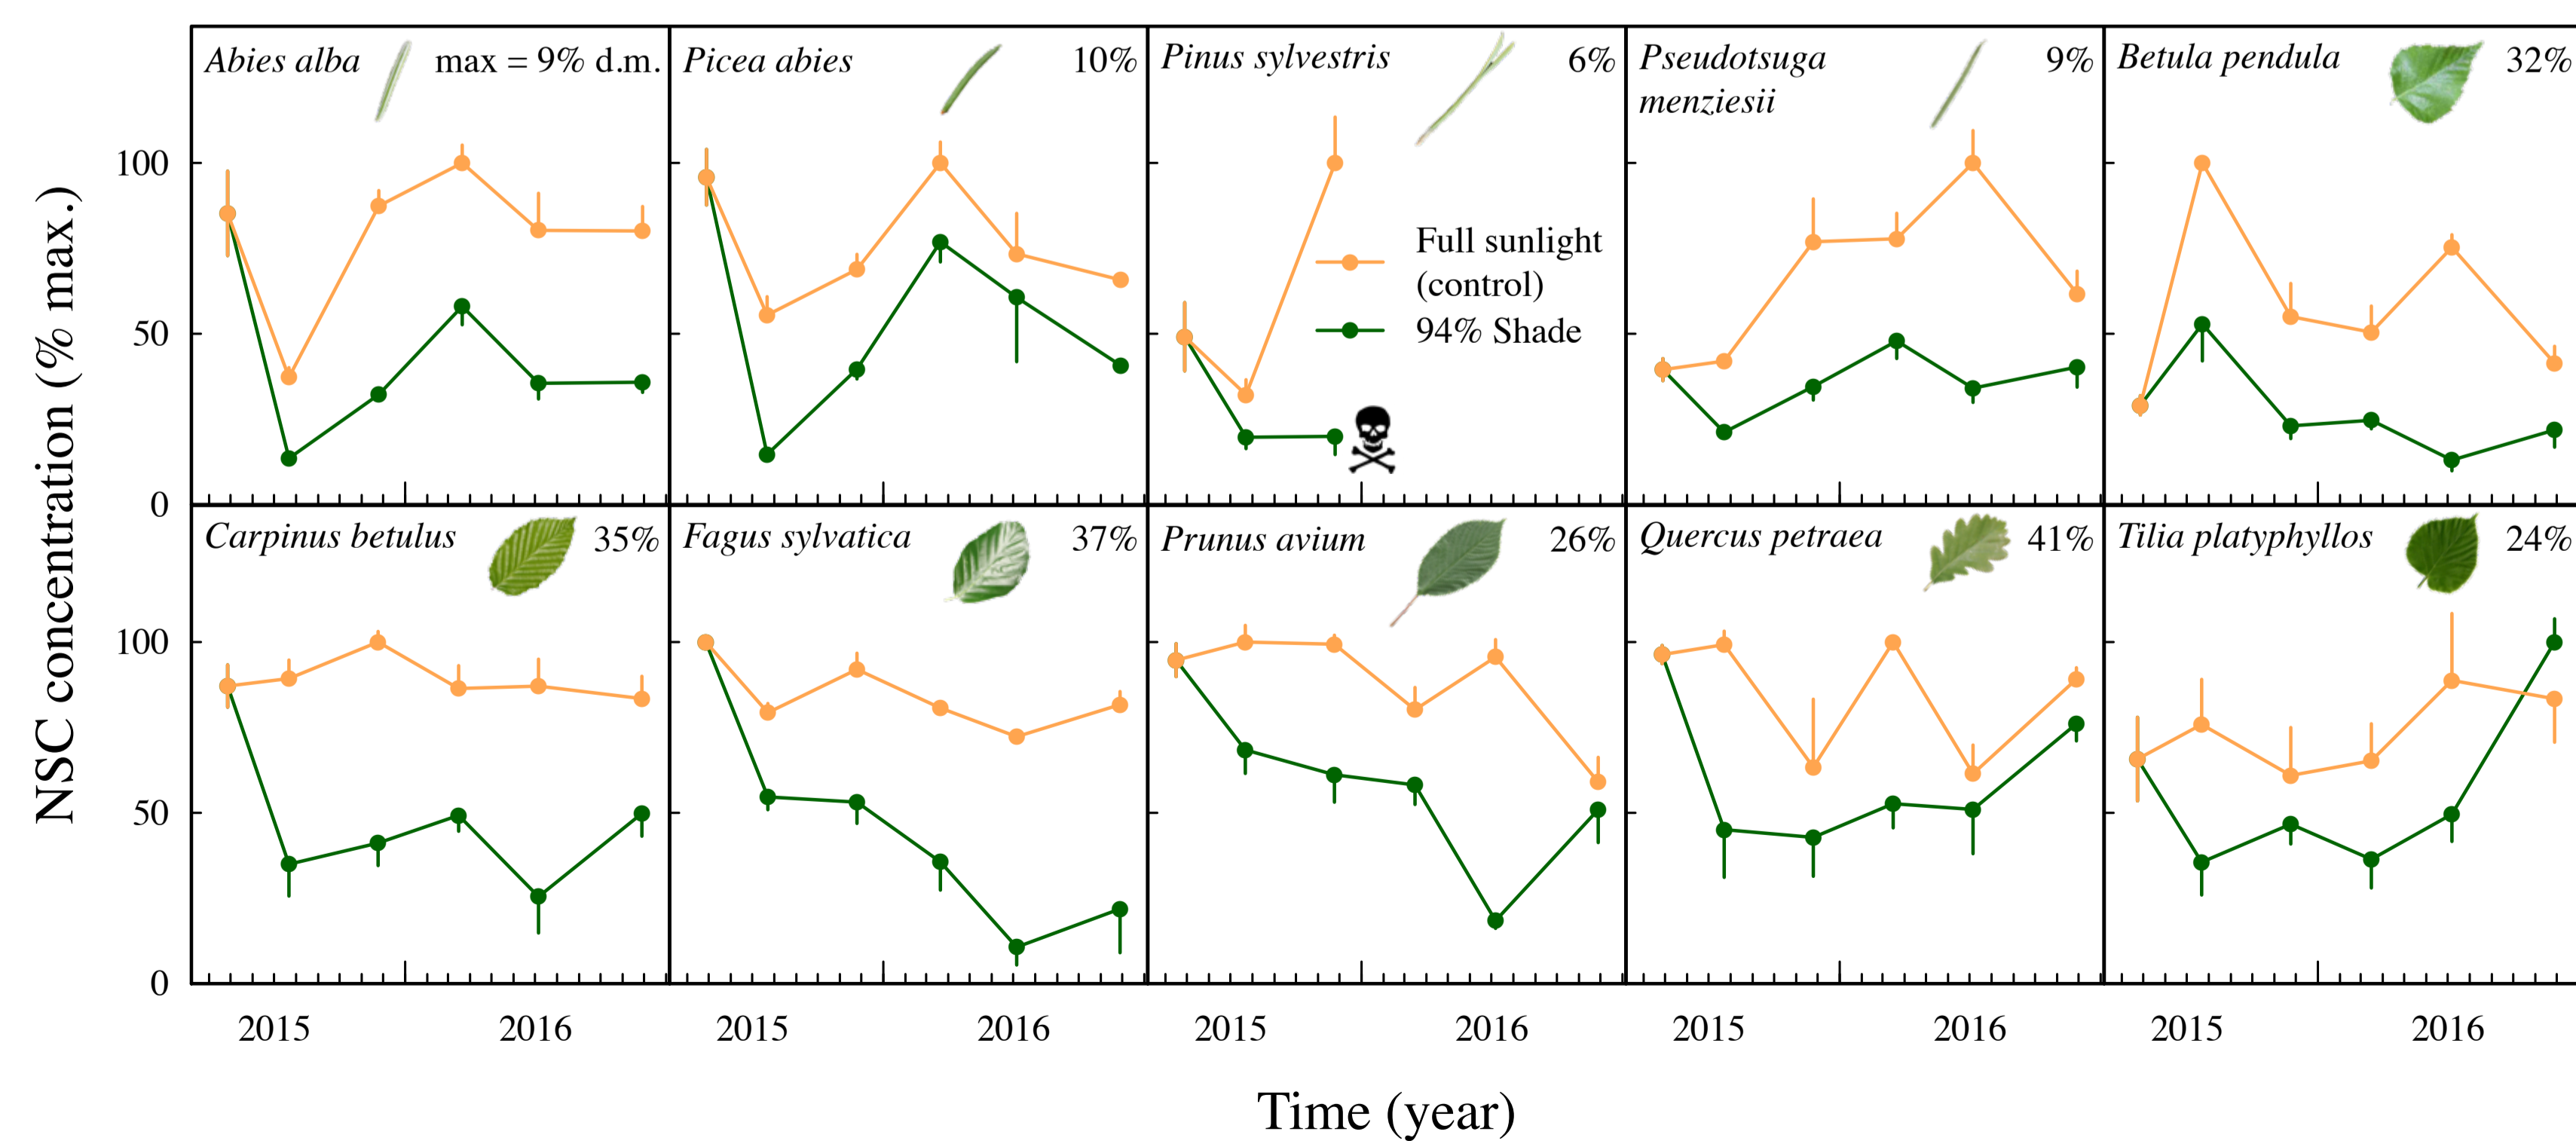 Abies alba
max = 9% d.m.
Picea abies
10%
Pinus sylvestris
6%
Pseudotsuga
menziesii
9%
Betula pendula
32%
100
50
0
Full sunlight
(control)
94% Shade
Carpinus betulus
35%
Fagus sylvatica
37%
Prunus avium
26%
Quercus petraea
41%
Tilia platyphyllos
24%
100
50
0
NSC concentration (% max.)
2015
2016
2015
2016
2015
2016
2015
2016
2015
2016
Time (year)